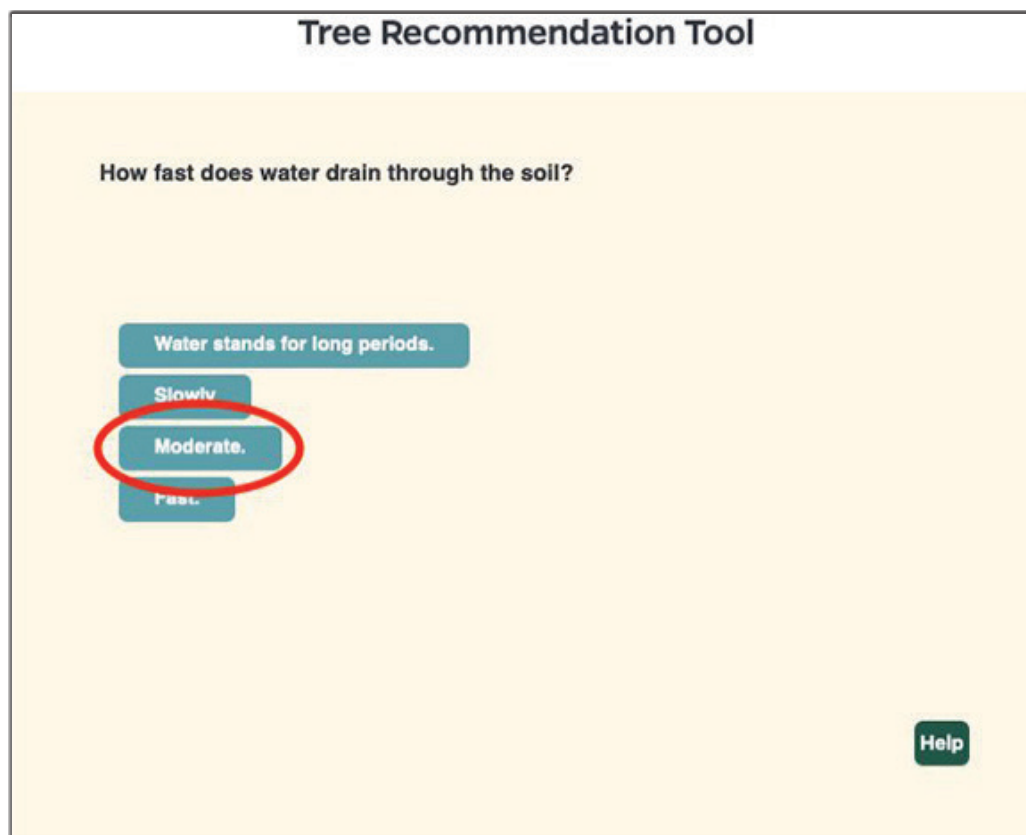 Tree Recommendation Tool
How fast does water drain through the soil?
Water stands for long periods.
Slowly
Moderate.
Fast.
Help